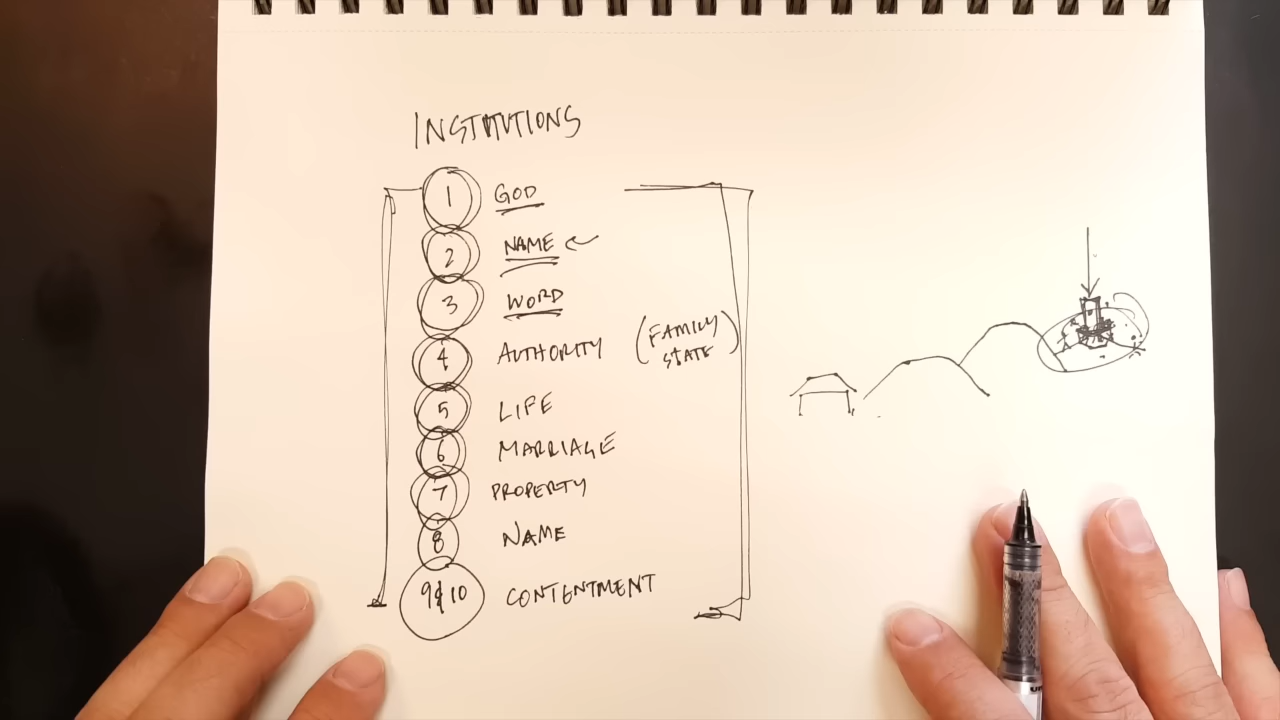 INSTITUTIONS
1 GOD
2 NAME
3 WORD
4 AUTHORITY (FAMILY
STATE)
5 LIFE
6 MARRIAGE
7 PROPERTY
8 NAME
9&10 CONTENTMENT